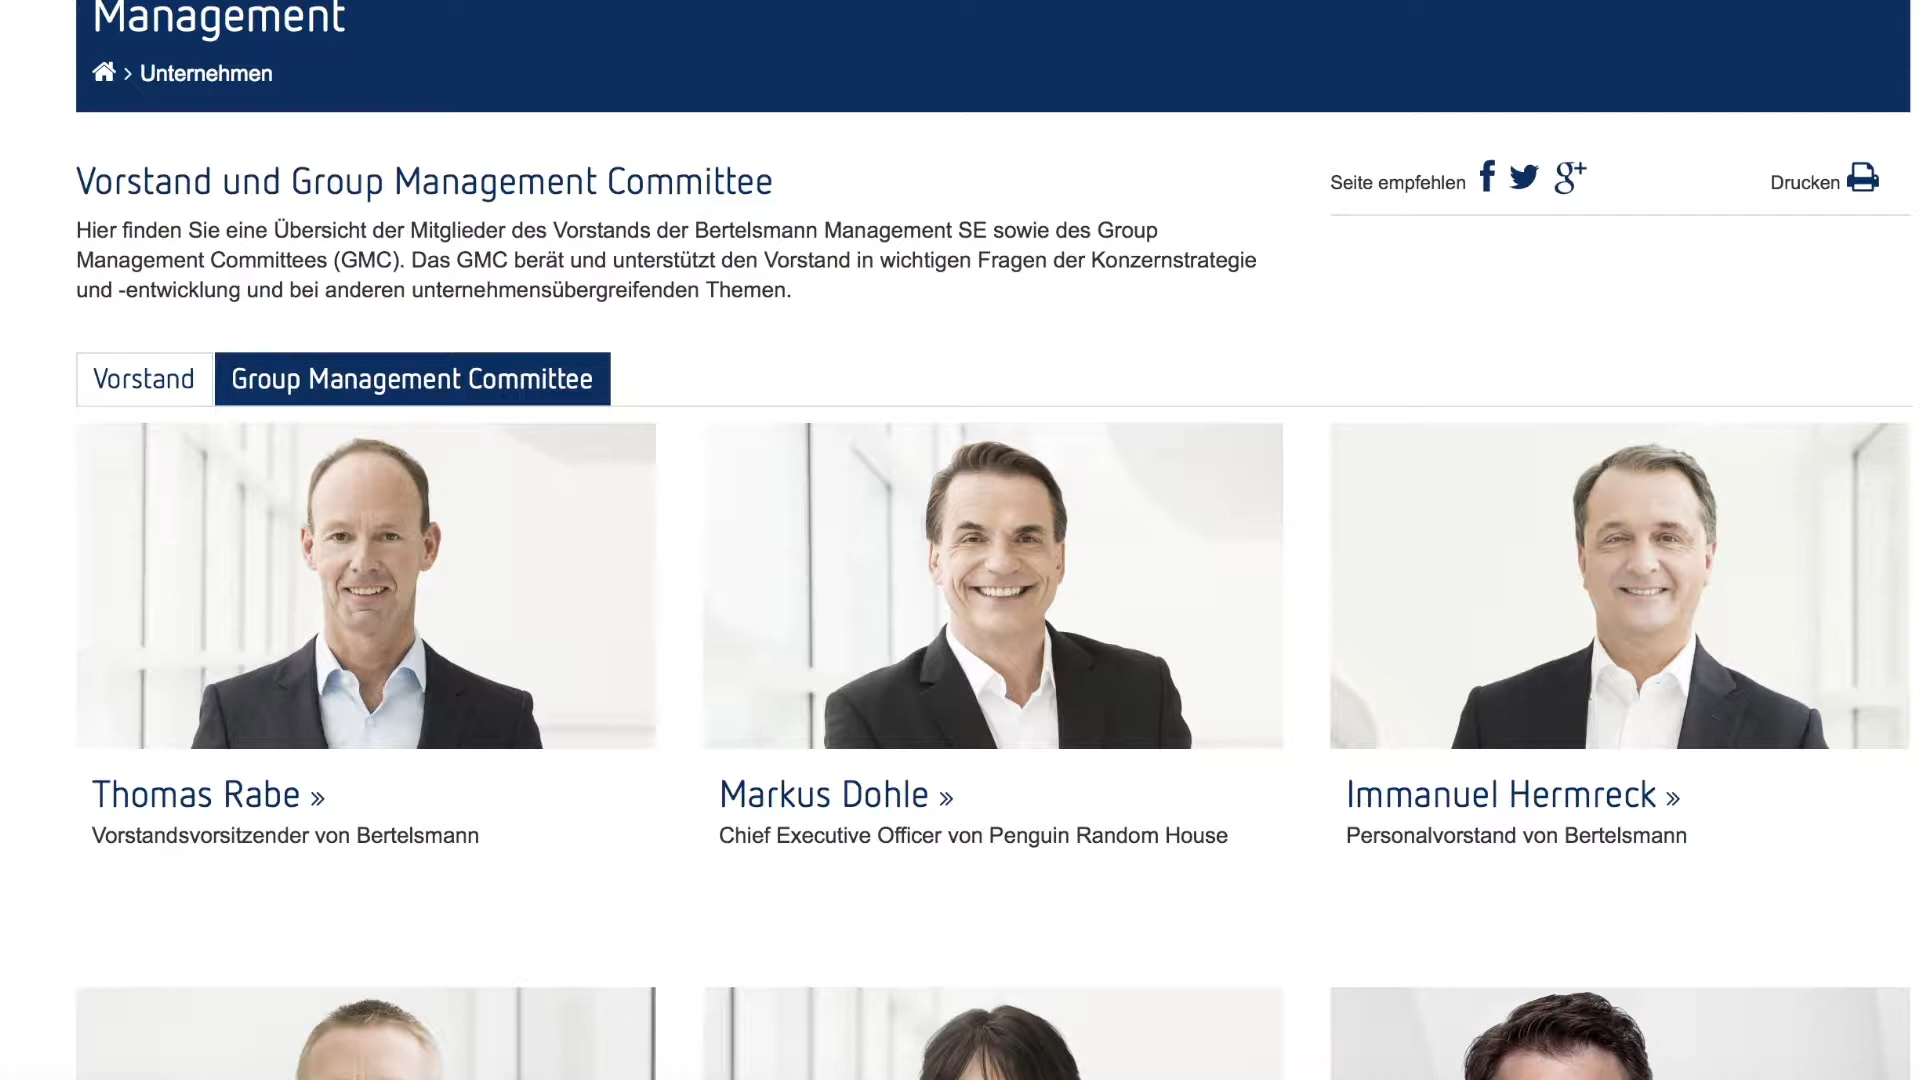 Management
Unternehmen
Vorstand und Group Management Committee
Seite empfehlen
Drucken
Hier finden Sie eine Übersicht der Mitglieder des Vorstands der Bertelsmann Management SE sowie des Group
Management Committees (GMC). Das GMC berät und unterstützt den Vorstand in wichtigen Fragen der Konzernstrategie
und -entwicklung und bei anderen unternehmensübergreifenden Themen.
Vorstand
Group Management Committee
Thomas Rabe »
Vorstandsvorsitzender von Bertelsmann
Markus Dohle »
Chief Executive Officer von Penguin Random House
Immanuel Hermreck »
Personalvorstand von Bertelsmann